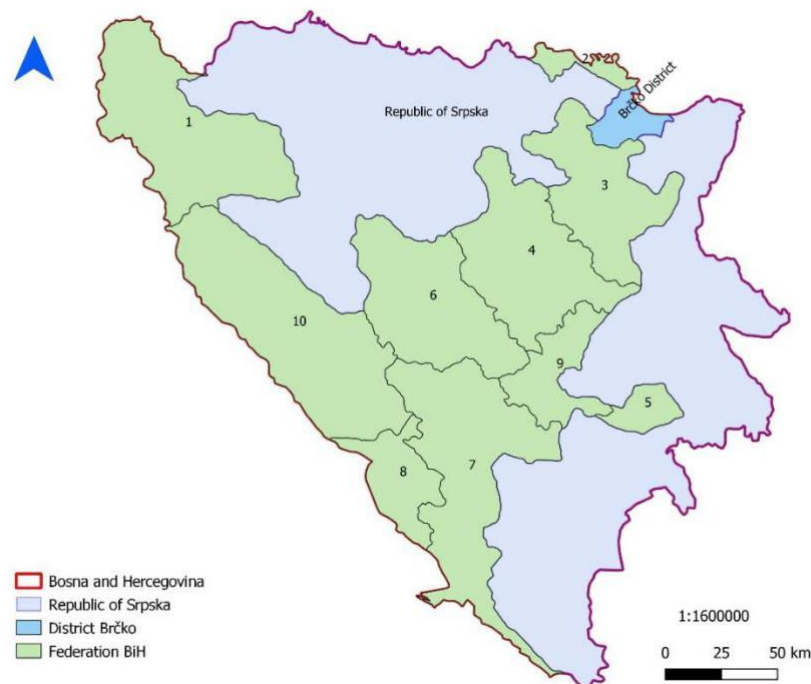 2
Brčko District
Republic of Srpska
1
3
4
6
10
9
5
7
8
Bosna and Hercegovina
Republic of Srpska
District Brčko
Federation BiH
1:1600000
0 25 50 km